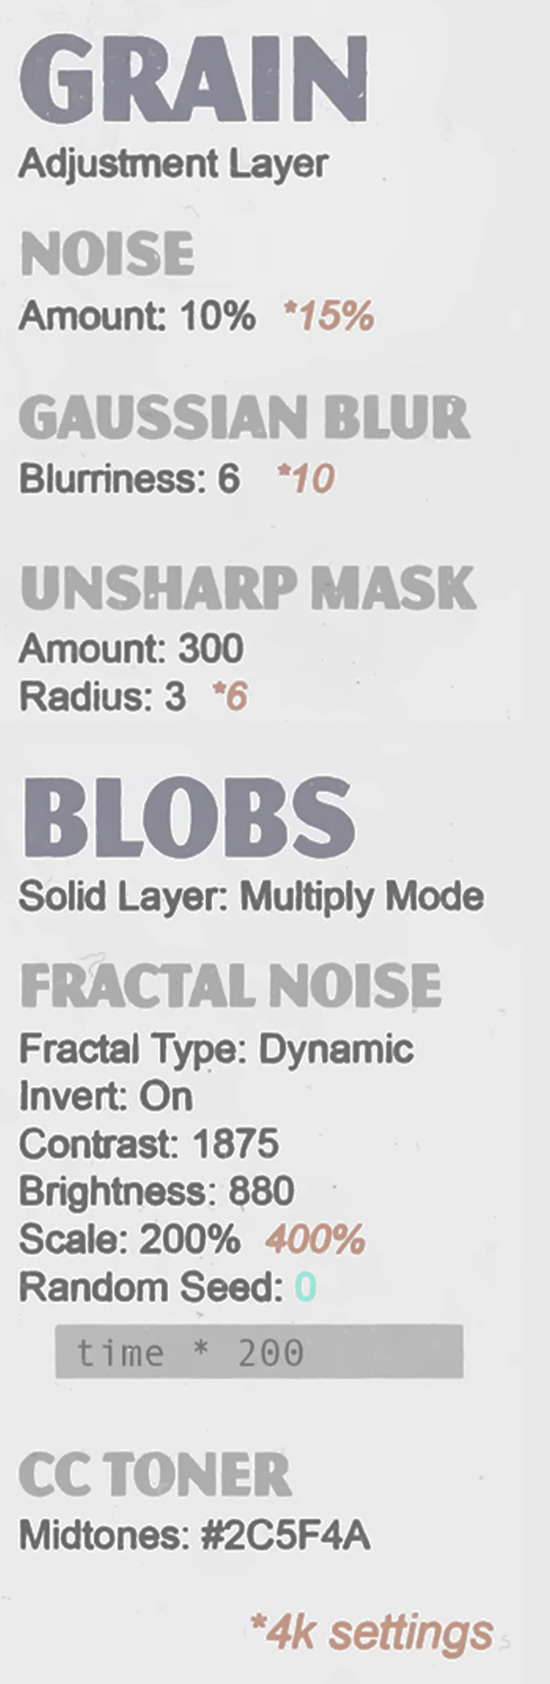 GRAIN
Adjustment Layer
NOISE
Amount: 10% *15%
GAUSSIAN BLUR
Blurriness: 6 *10
UNSHARP MASK
Amount: 300
Radius: 3 *6
BLOBS
Solid Layer: Multiply Mode
FRACTAL NOISE
Fractal Type: Dynamic
Invert: On
Contrast: 1875
Brightness: 880
Scale: 200% 400%
Random Seed: 0
time * 200
CC TONER
Midtones: #2C5F4A
*4k settings